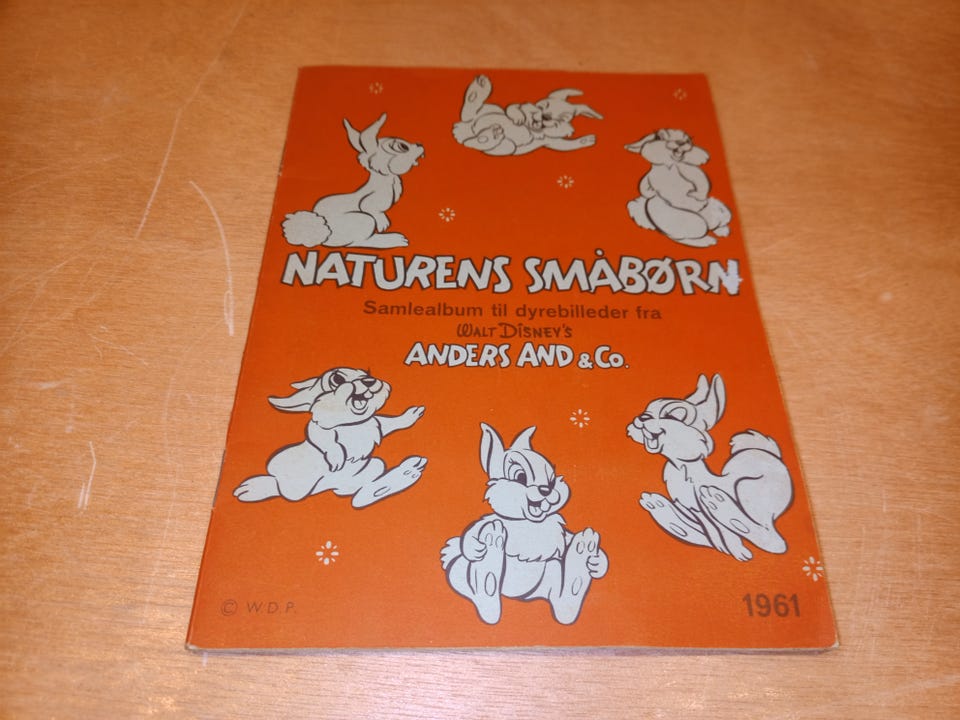 NATURENS SMÅBØRN
Samlealbum til dyrebilleder fra
WALT DISNEY'S
ANDERS AND & Co.
© W.D.P.
1961